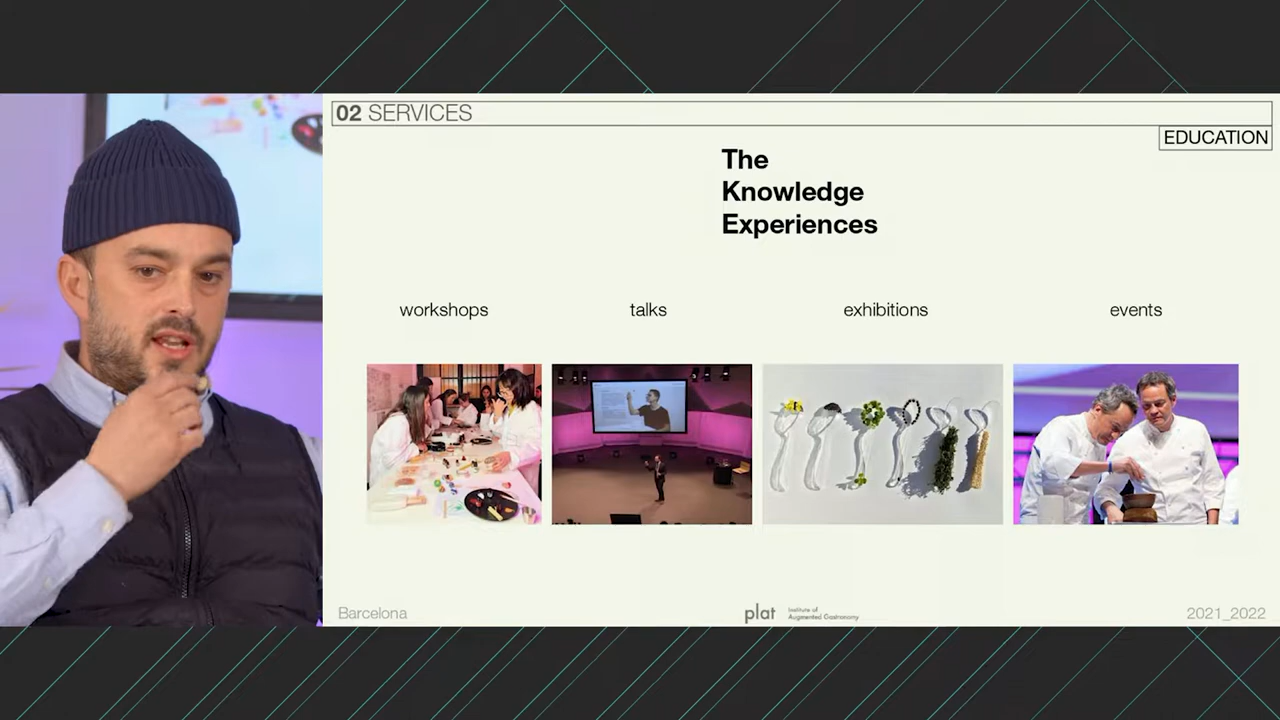 02 SERVICES
EDUCATION
The
Knowledge
Experiences
workshops
talks
exhibitions
events
Barcelona
plat
Institute of
Augmented Gastronomy
2021_2022